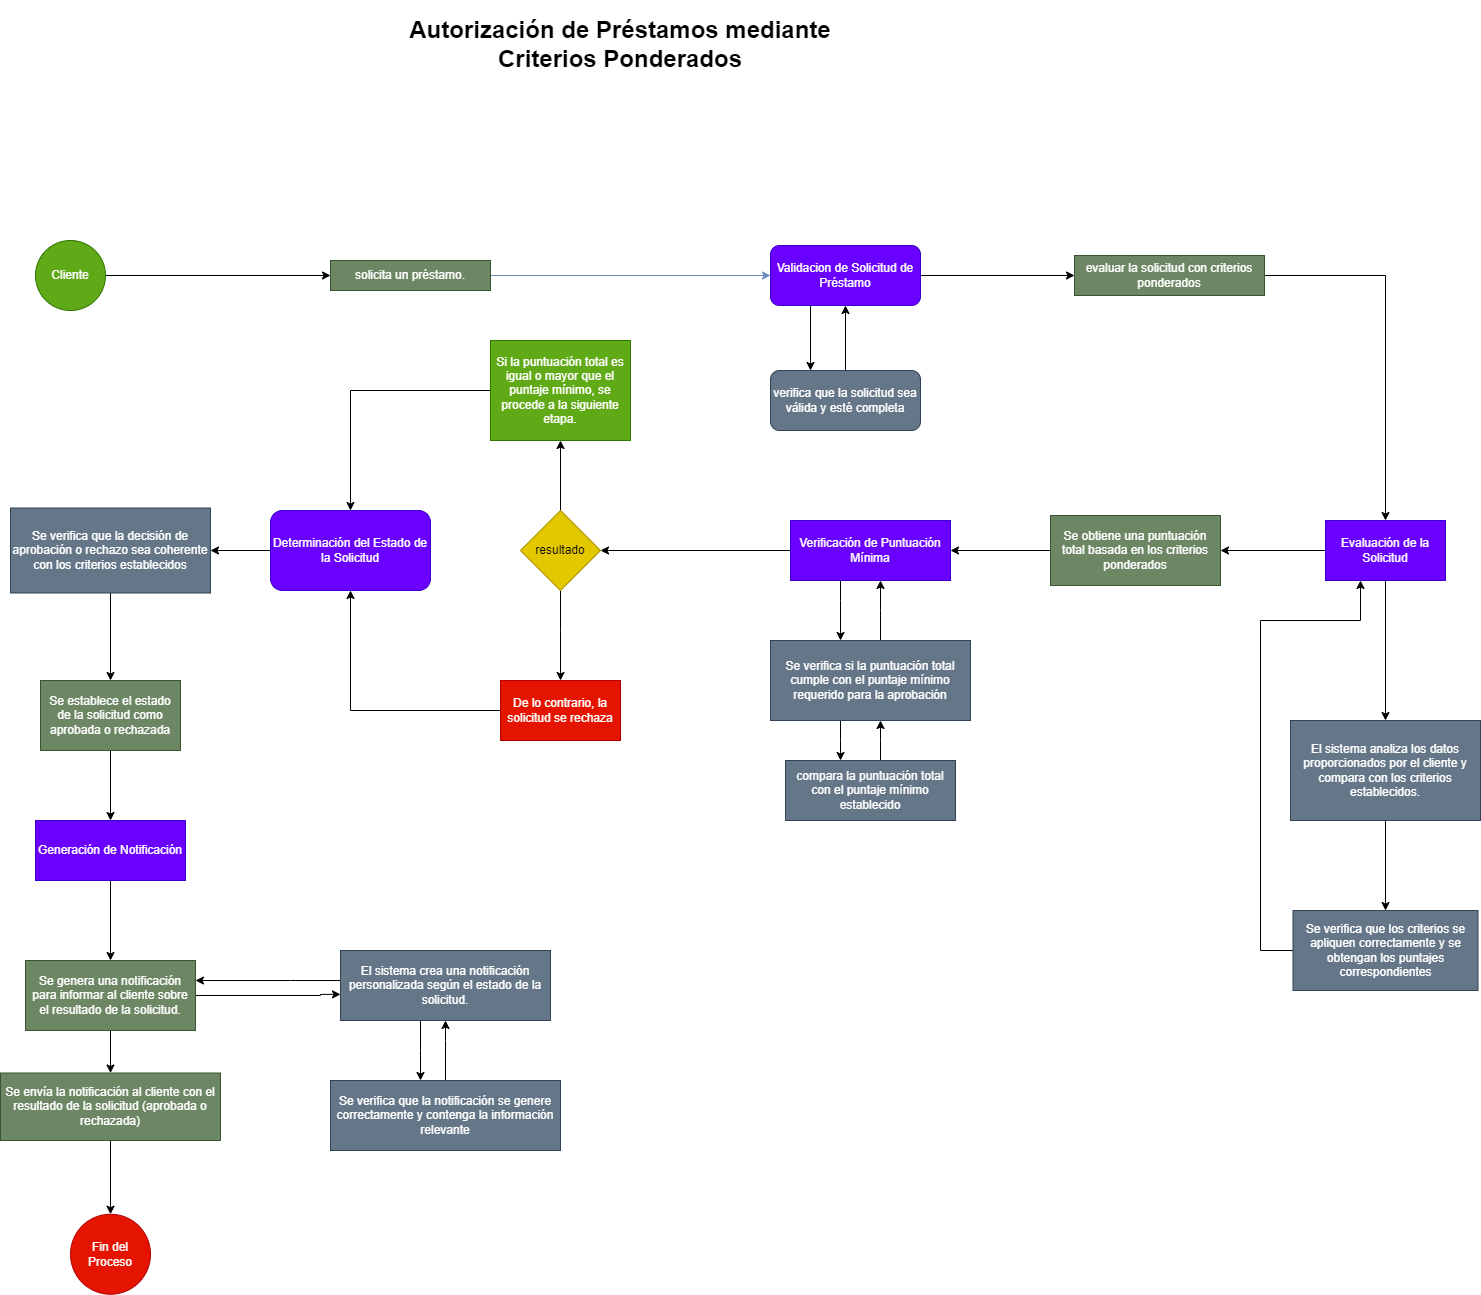 Autorización de Préstamos mediante
Criterios Ponderados
Cliente
solicita un préstamo.
Validacion de Solicitud de
Préstamo
evaluar la solicitud con criterios
ponderados
verifica que la solicitud sea
válida y esté completa
Si la puntuación total es
igual o mayor que el
puntaje mínimo, se
procede a la siguiente
etapa.
Evaluación de la
Solicitud
Se obtiene una puntuación
total basada en los criterios
ponderados
Verificación de Puntuación
Mínima
resultado
Determinación del Estado de
la Solicitud
Se verifica que la decisión de
aprobación o rechazo sea coherente
con los criterios establecidos
Se verifica si la puntuación total
cumple con el puntaje mínimo
requerido para la aprobación
De lo contrario, la
solicitud se rechaza
Se establece el estado
de la solicitud como
aprobada o rechazada
compara la puntuación total
con el puntaje mínimo
establecido
El sistema analiza los datos
proporcionados por el cliente y
compara con los criterios
establecidos.
Generación de Notificación
Se verifica que los criterios se
apliquen correctamente y se
obtengan los puntajes
correspondientes
Se genera una notificación
para informar al cliente sobre
el resultado de la solicitud.
El sistema crea una notificación
personalizada según el estado de la
solicitud.
Se envía la notificación al cliente con el
resultado de la solicitud (aprobada o
rechazada)
Se verifica que la notificación se genere
correctamente y contenga la información
relevante
Fin del
Proceso